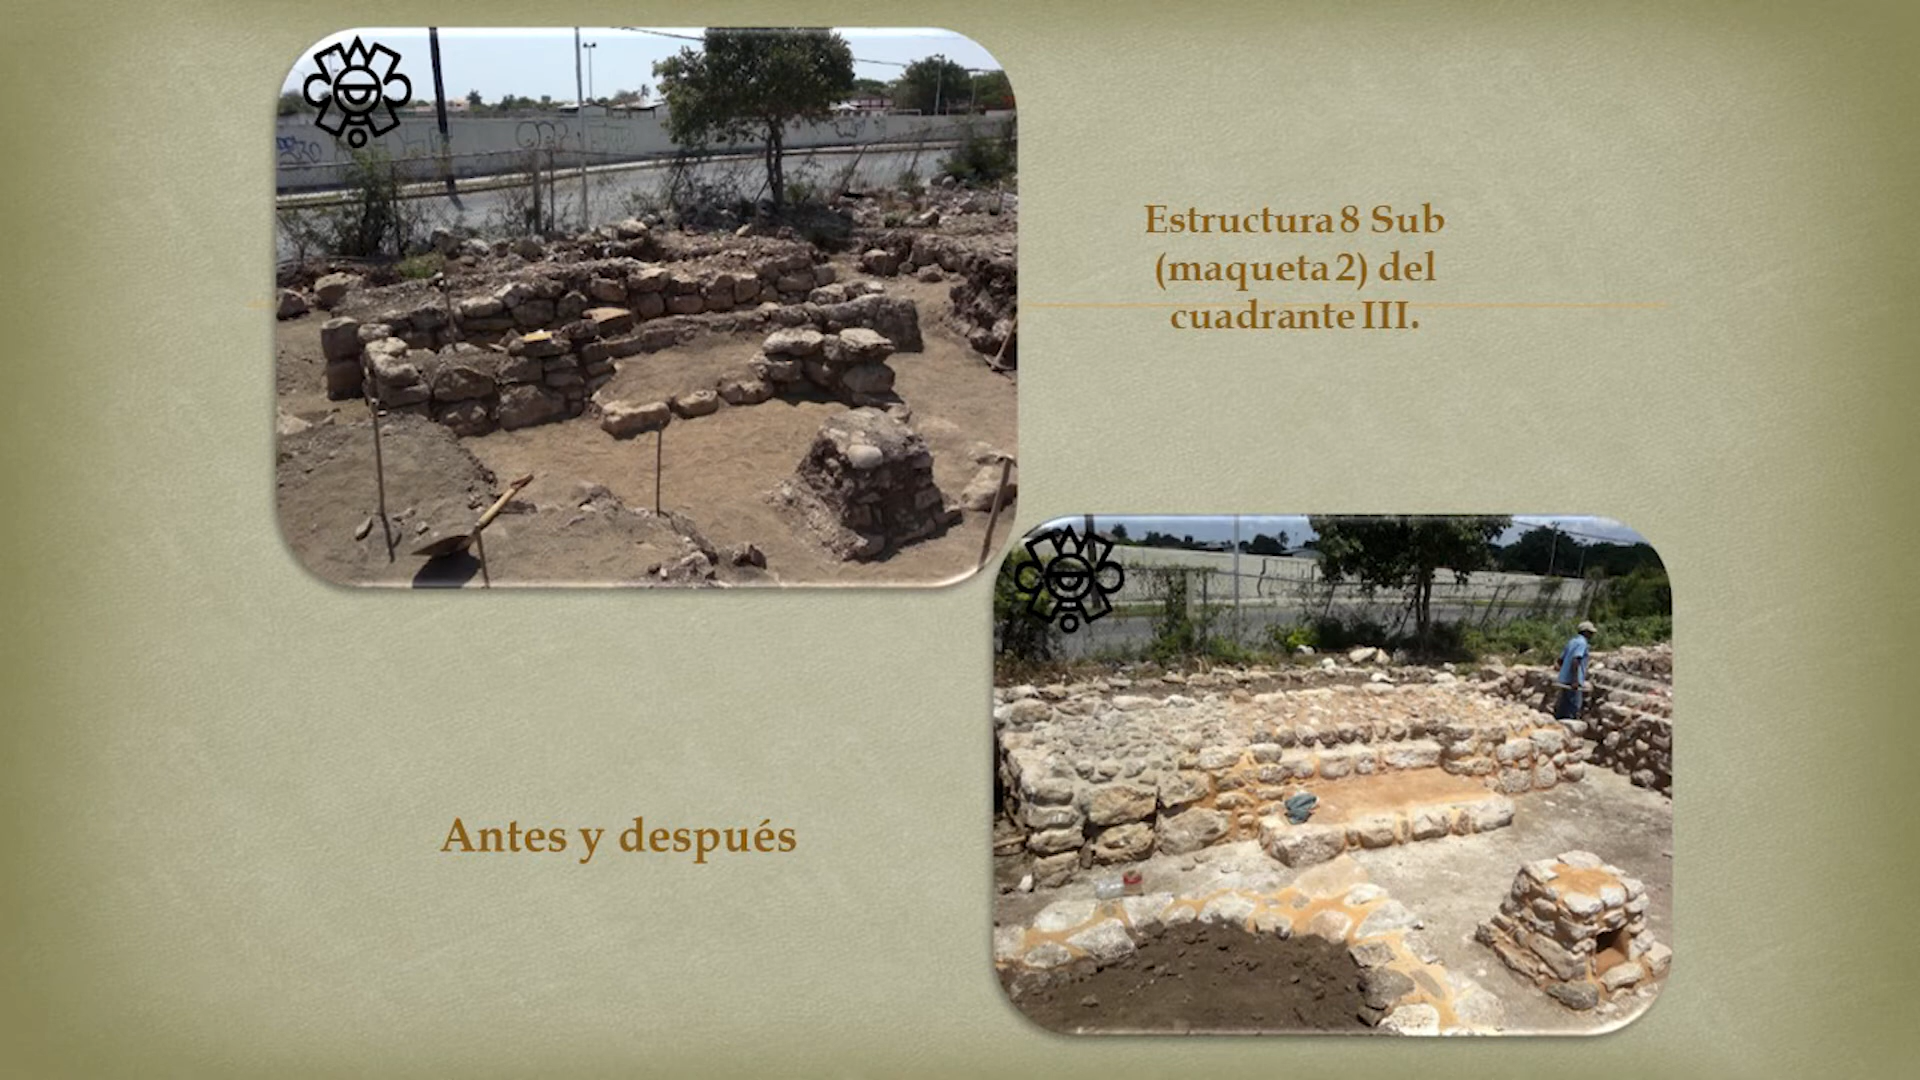 Estructura 8 Sub
(maqueta 2) del
cuadrante III.
Antes y después